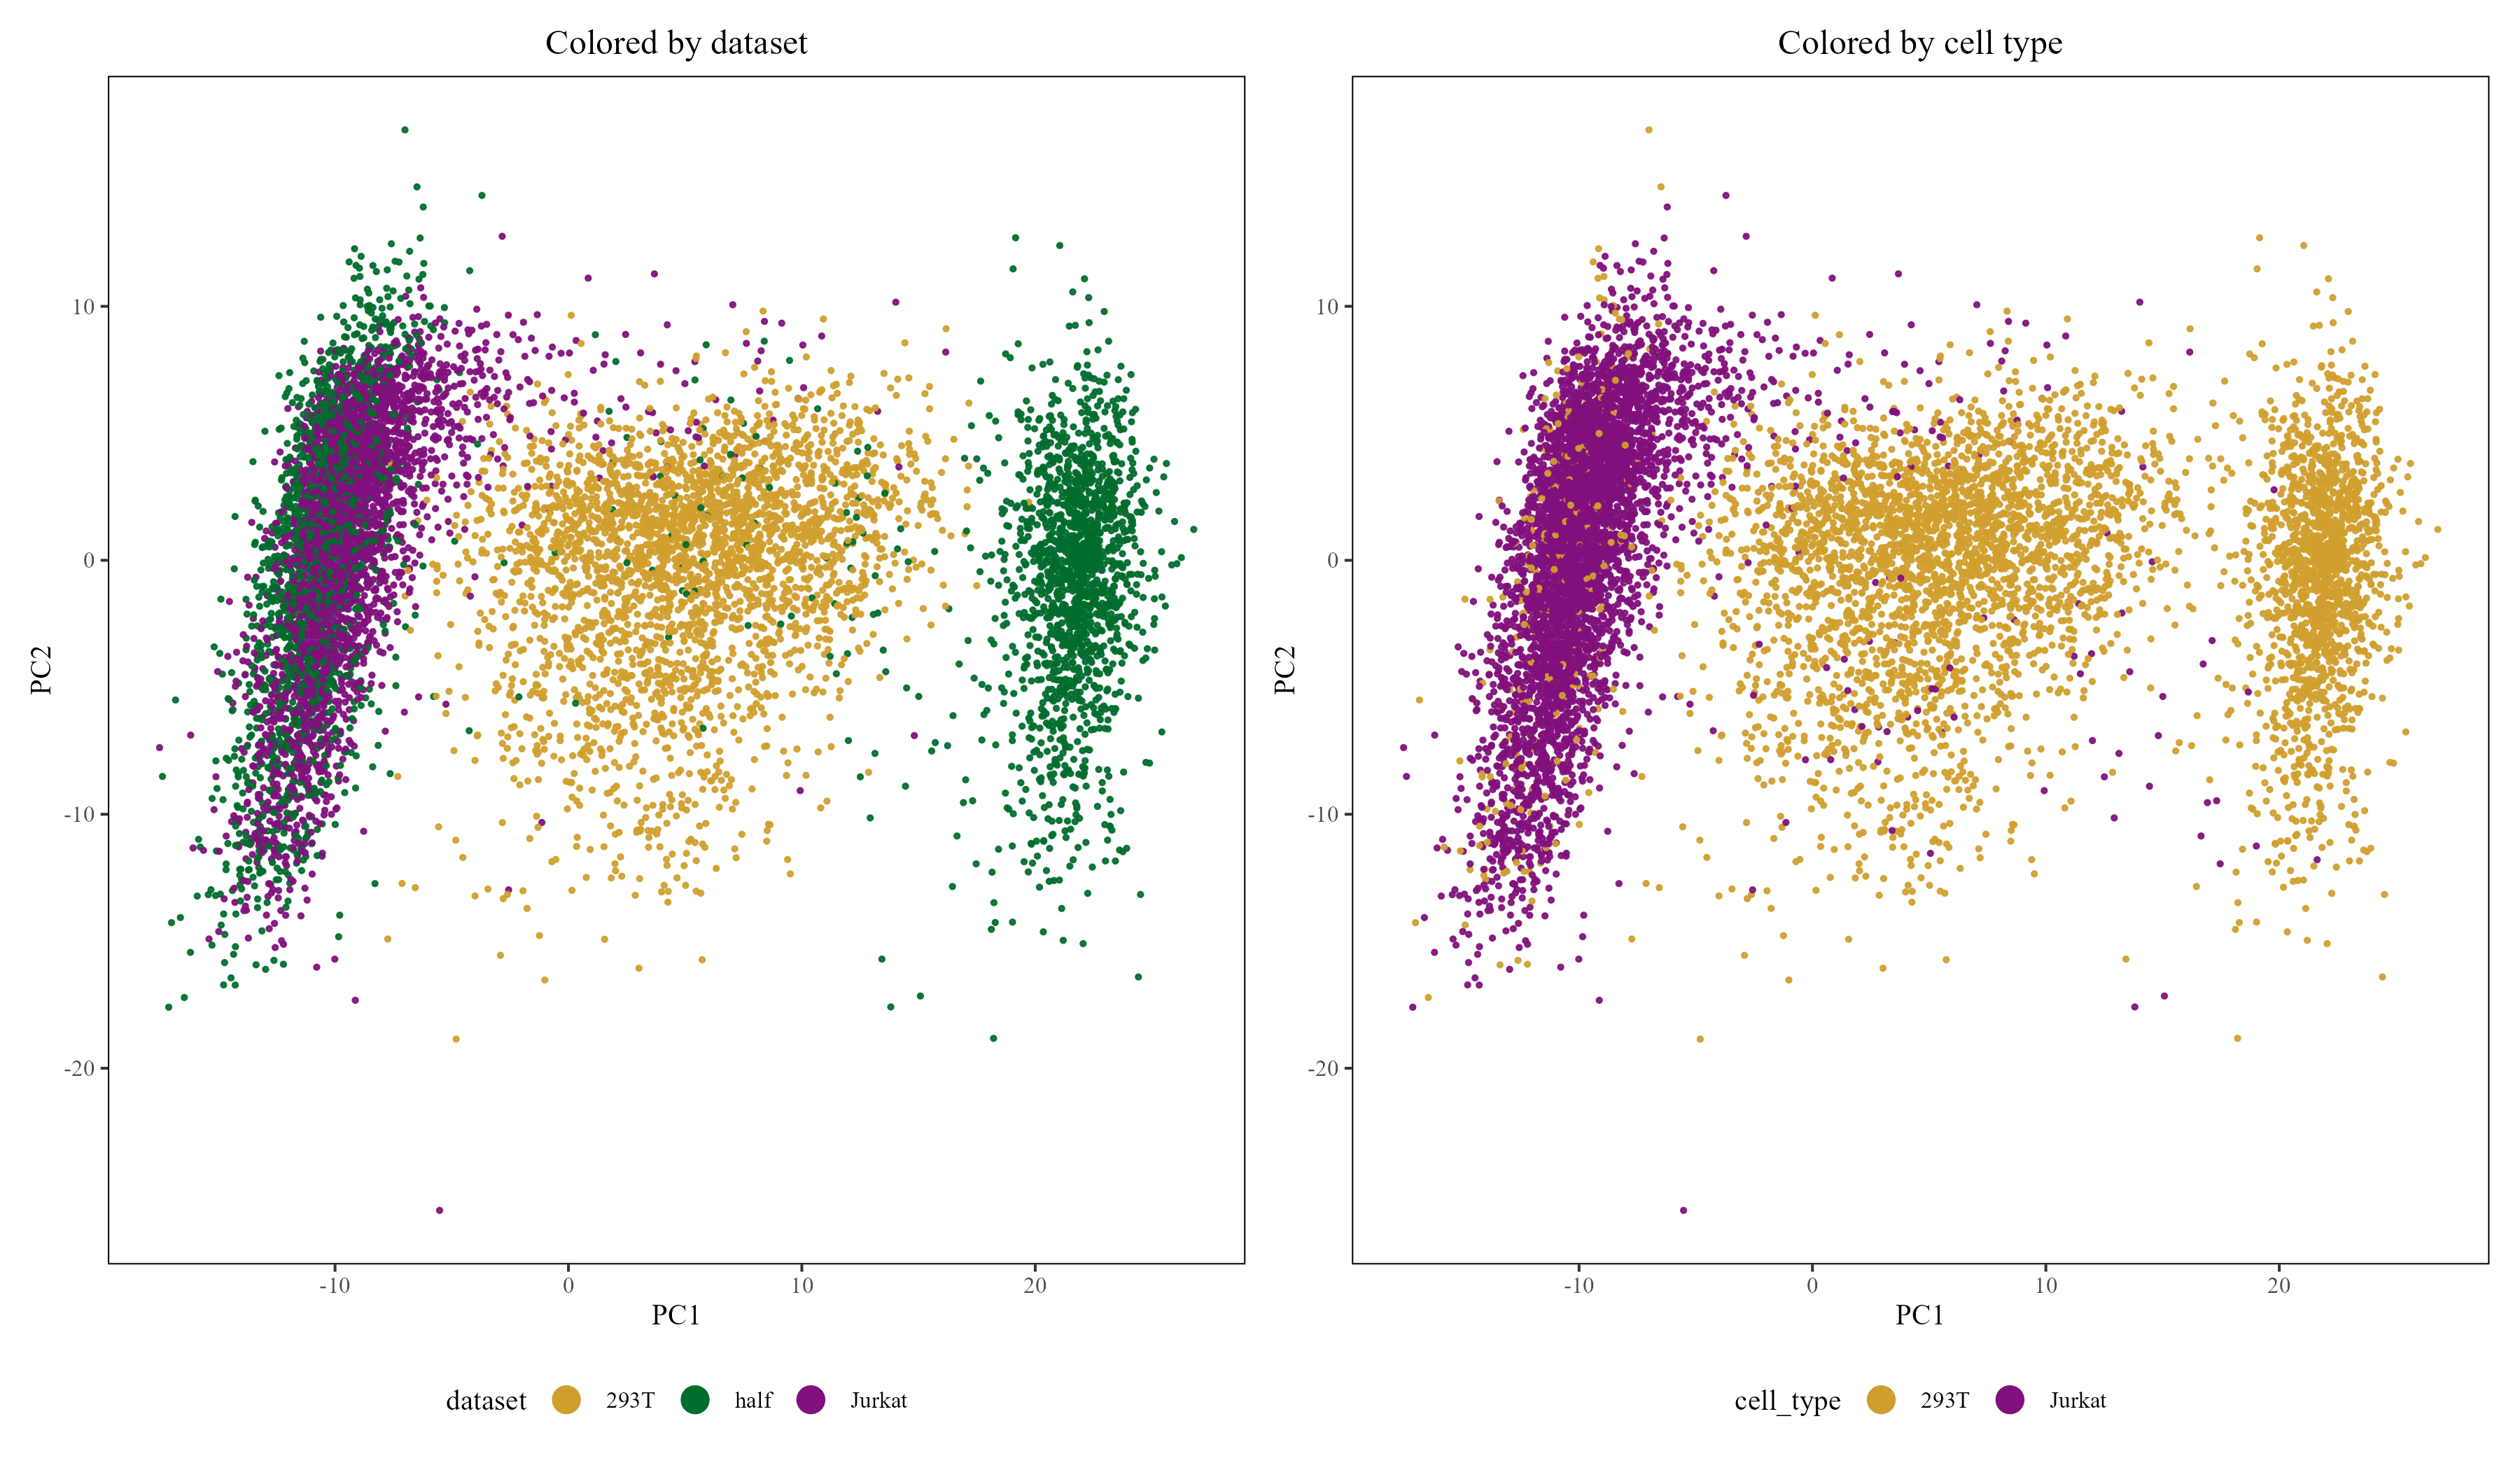 Colored by dataset
10
0
-10
-20
PC2
-10 0 10 20
PC1
dataset 293T half Jurkat
Colored by cell type
10
0
-10
-20
PC2
-10 0 10 20
PC1
cell_type 293T Jurkat